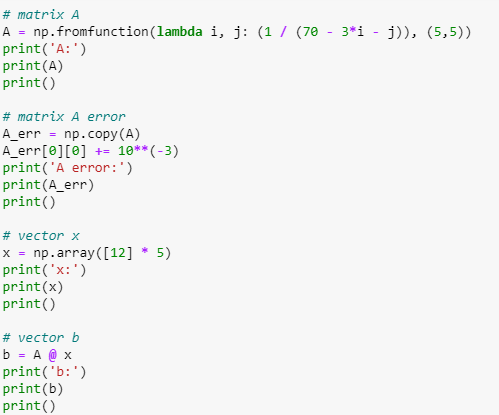 # matrix A
A = np.fromfunction(lambda i, j: (1 / (70 - 3*i - j)), (5,5))
print('A:')
print(A)
print()
# matrix A error
A_err = np.copy(A)
A_err[0][0] += 10**(-3)
print('A error:')
print(A_err)
print()
# vector x
x = np.array([12] * 5)
print('x:')
print(x)
print()
# vector b
b = A @ x
print('b:')
print(b)
print()